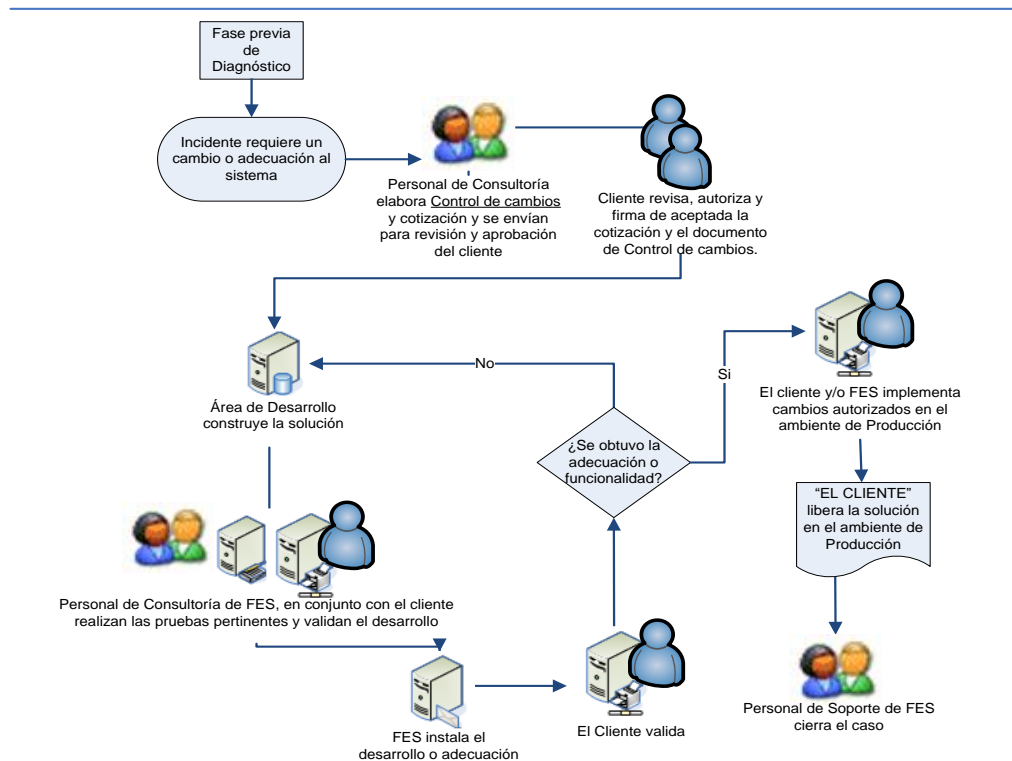 Fase previa
de
Diagnóstico
Incidente requiere un
cambio o adecuación al
sistema
Personal de Consultoría
elabora Control de cambios
y cotización y se envían
para revisión y aprobación
del cliente
Cliente revisa, autoriza y
firma de aceptada la
cotización y el documento
de Control de cambios.
Área de Desarrollo
construye la solución
No
Si
¿Se obtuvo la
adecuación o
funcionalidad?
El cliente y/o FES implementa
cambios autorizados en el
ambiente de Producción
“EL CLIENTE”
libera la solución
en el ambiente de
Producción
Personal de Consultoría de FES, en conjunto con el cliente
realizan las pruebas pertinentes y validan el desarrollo
FES instala el
desarrollo o adecuación
El Cliente valida
Personal de Soporte de FES
cierra el caso